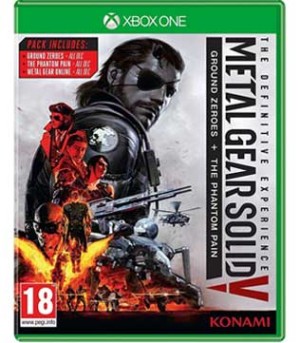 XBOX ONE
PACK INCLUDES:
GROUND ZEROES + ALL DLC
THE PHANTOM PAIN + ALL DLC
METAL GEAR ONLINE + ALL DLC
THE DEFINITIVE EXPERIENCE
METAL GEAR SOLID V
GROUND ZEROES + THE PHANTOM PAIN
18
www.pegi.info
KONAMI